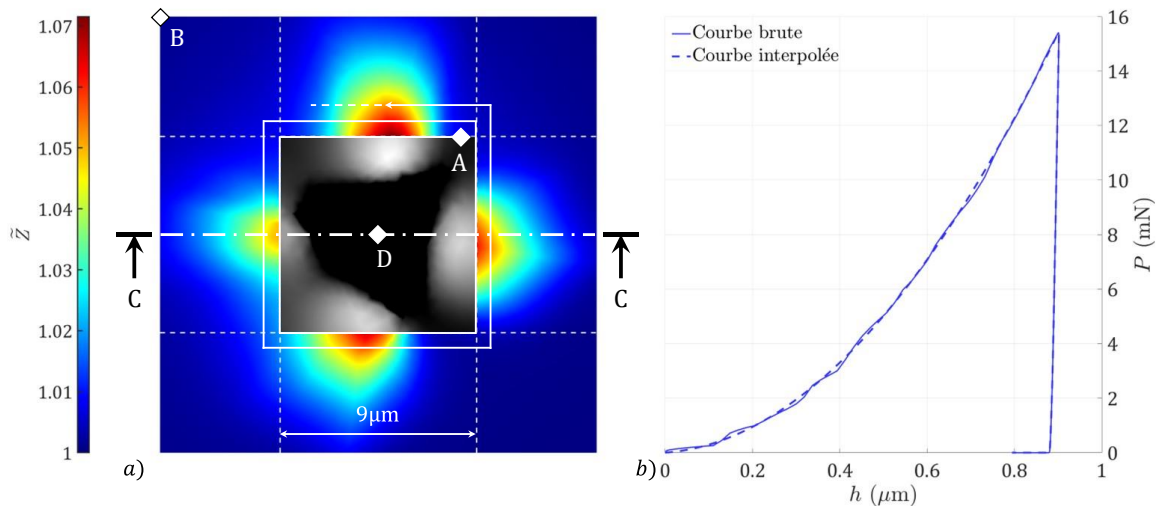 1.07
1.06
1.05
1.04
1.03
1.02
1.01
1
Z̃
B
A
D
C
C
9µm
a)
Courbe brute
Courbe interpolée
16
14
12
10
8
6
4
2
0
P (mN)
0
0.2
0.4
0.6
0.8
1
h (µm)
b)